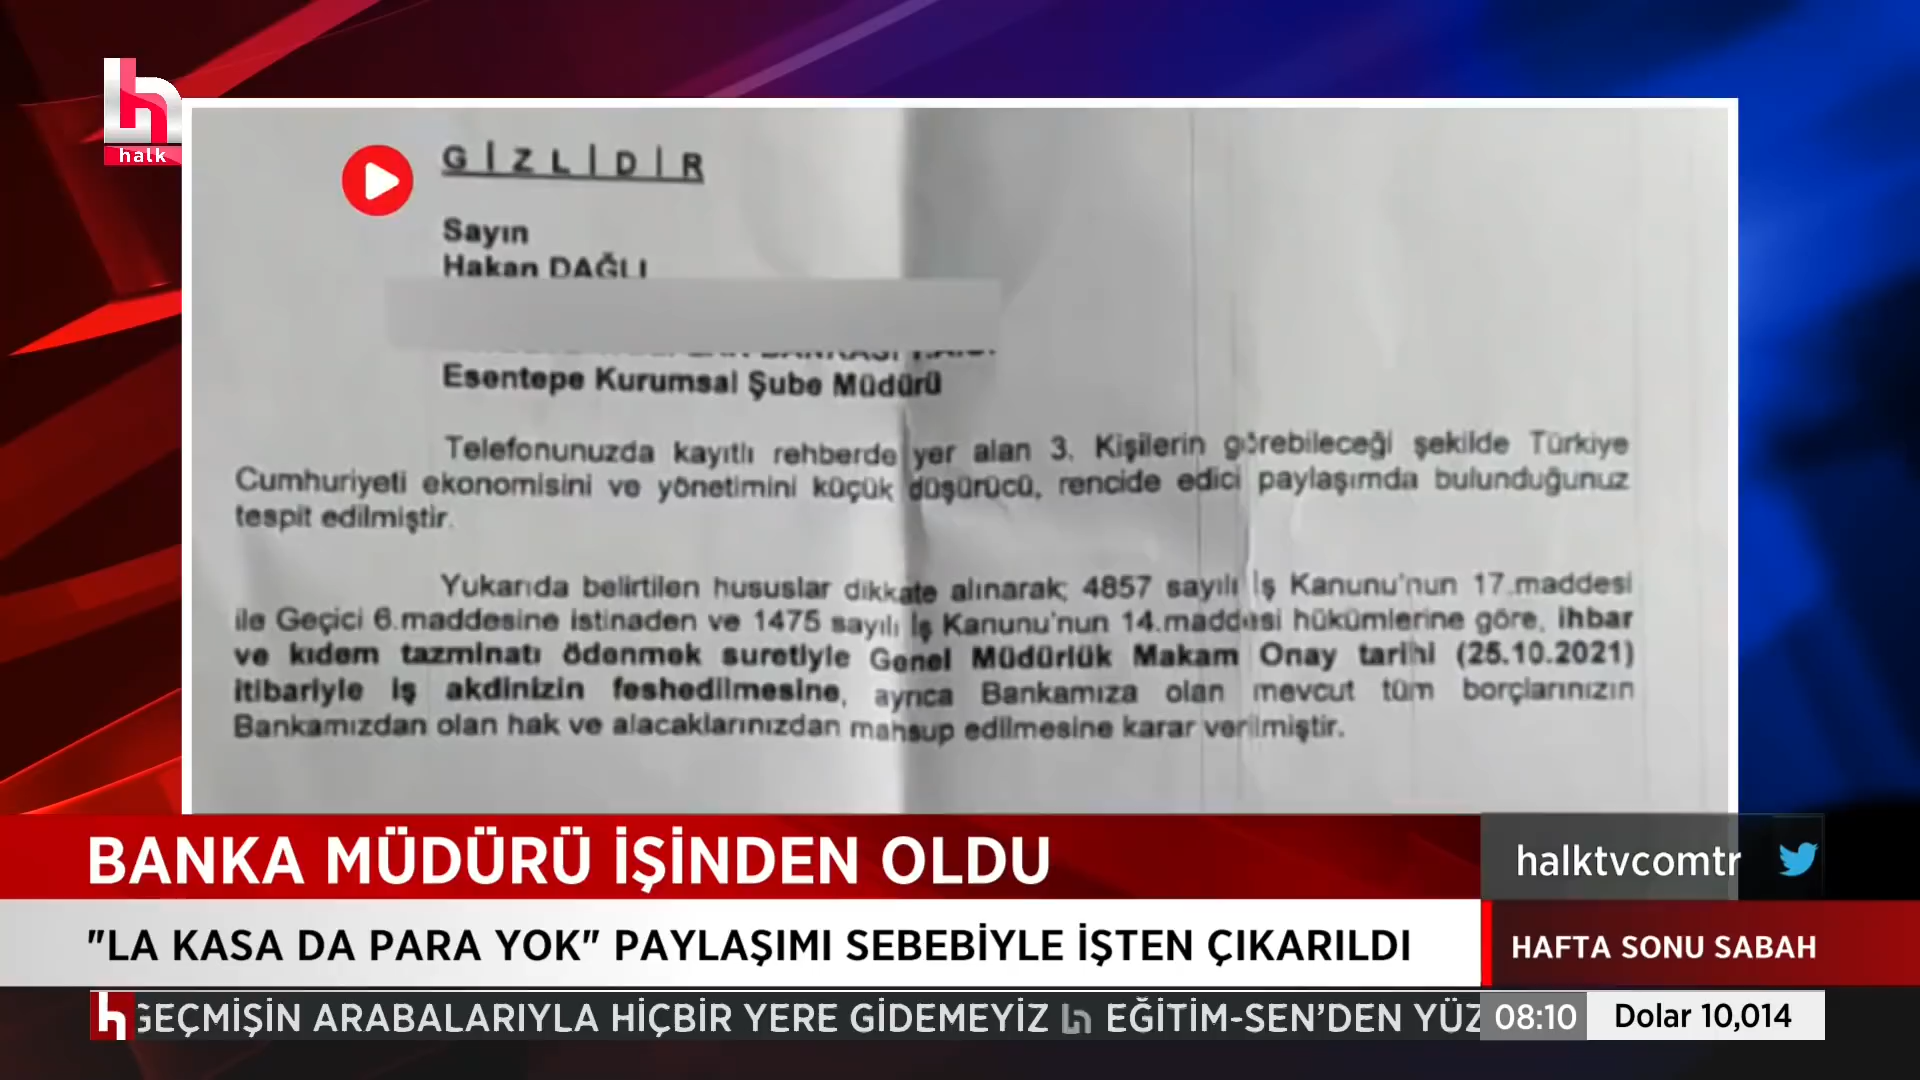 halk
GİZLİDİR
Sayın
Hakan DAĞLI
BANKASI T.A.O.
Esentepe Kurumsal Şube Müdürü
Telefonunuzda kayıtlı rehberde yer alan 3. Kişilerin görebileceği şekilde Türkiye
Cumhuriyeti ekonomisini ve yönetimini küçük düşürücü, rencide edici paylaşımda bulunduğunuz
tespit edilmiştir.
Yukarıda belirtilen hususlar dikkate alınarak; 4857 sayılı İş Kanunu'nun 17.maddesi
ile Geçici 6.maddesine istinaden ve 1475 sayılı İş Kanunu'nun 14.maddesi hükümlerine göre, ihbar
ve kıdem tazminatı ödenmek suretiyle Genel Müdürlük Makam Onay tarihi (25.10.2021)
itibariyle iş akdinizin feshedilmesine, ayrıca Bankamıza olan mevcut tüm borçlarınızın
Bankamızdan olan hak ve alacaklarınızdan mahsup edilmesine karar verilmiştir.
BANKA MÜDÜRÜ İŞİNDEN OLDU
halktvcomtr
"LA KASA DA PARA YOK" PAYLAŞIMI SEBEBİYLE İŞTEN ÇIKARILDI
HAFTA SONU SABAH
GEÇMİŞİN ARABALARIYLA HİÇBİR YERE GİDEMEYİZ h EĞİTİM-SEN'DEN YÜZ
08:10
Dolar 10,014